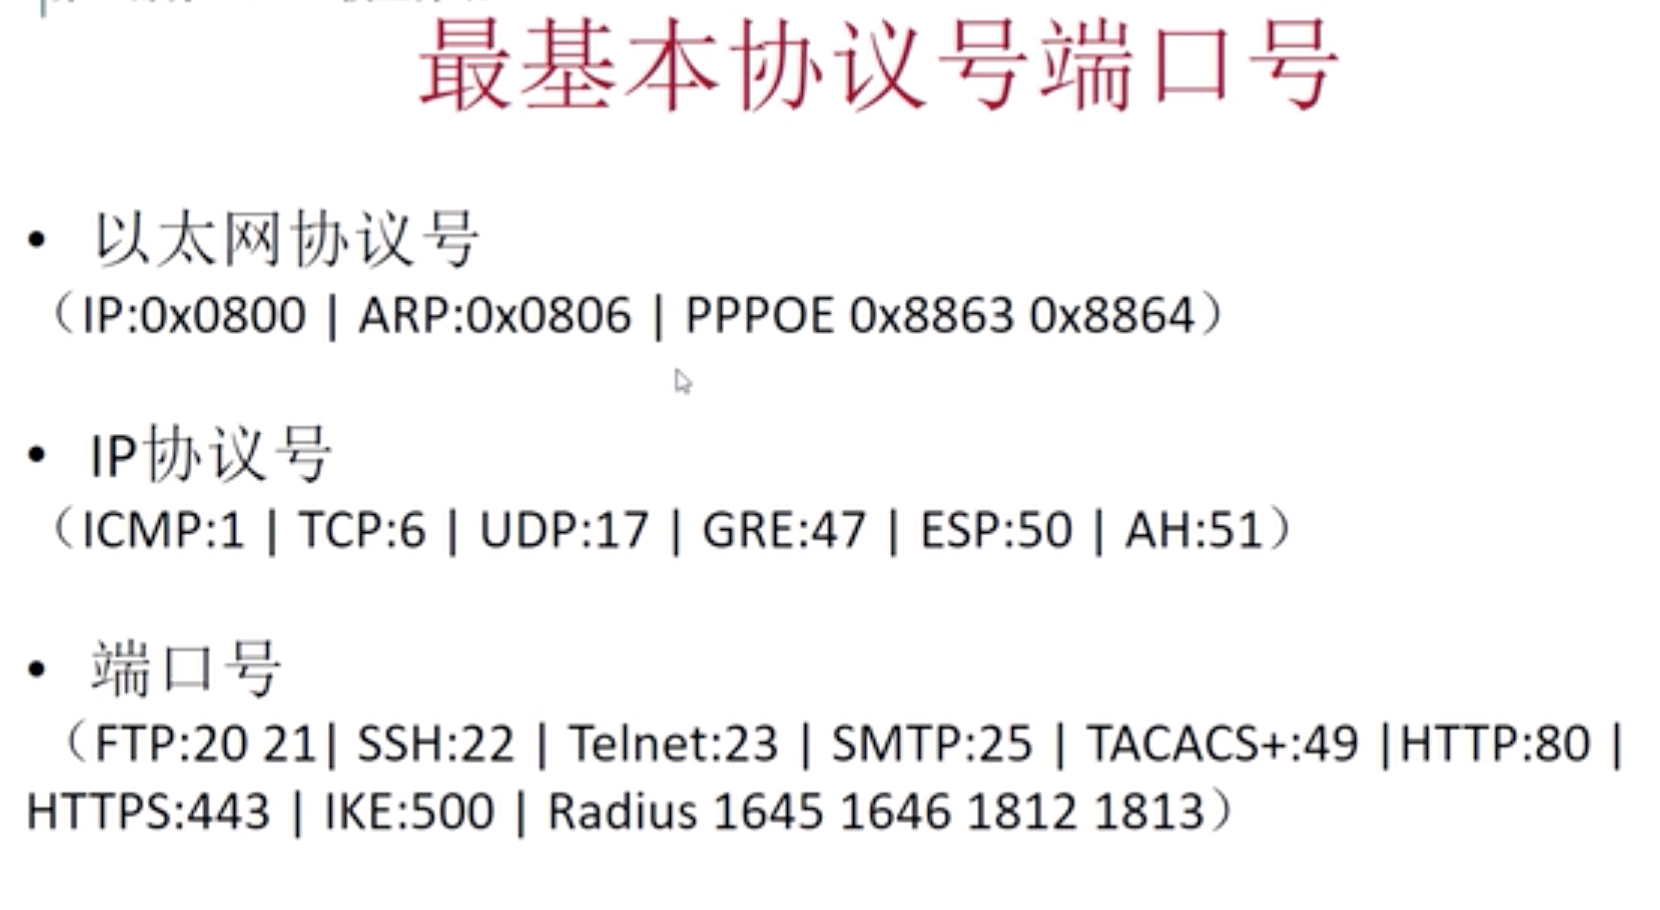 最基本协议号端口号
• 以太网协议号
（IP:0x0800 | ARP:0x0806 | PPPOE 0x8863 0x8864）
• IP协议号
（ICMP:1 | TCP:6 | UDP:17 | GRE:47 | ESP:50 | AH:51）
• 端口号
（FTP:20 21| SSH:22 | Telnet:23 | SMTP:25 | TACACS+:49 |HTTP:80 |
HTTPS:443 | IKE:500 | Radius 1645 1646 1812 1813）